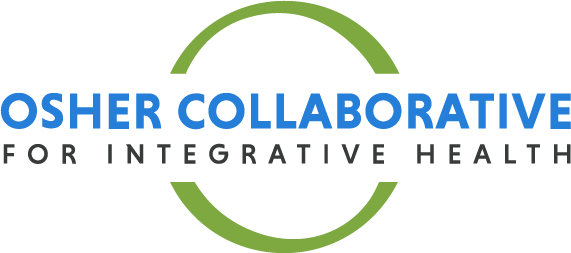 OSHER COLLABORATIVE
FOR INTEGRATIVE HEALTH